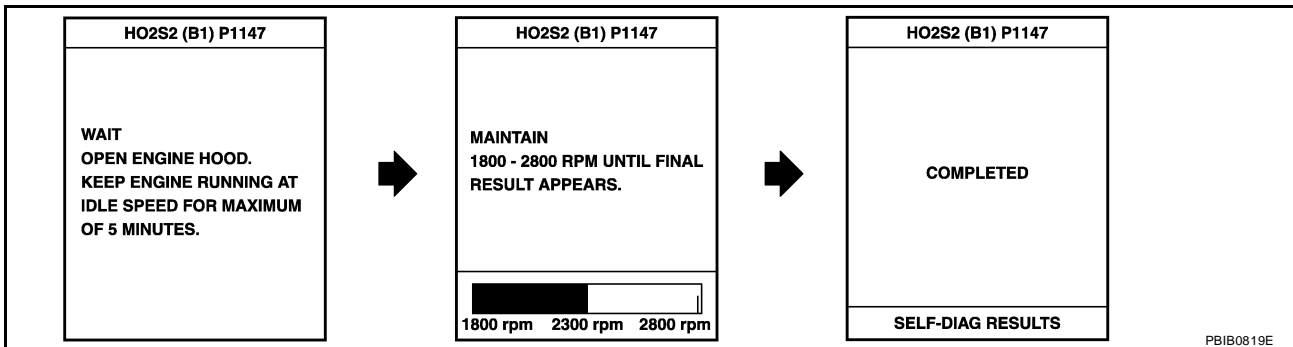 HO2S2 (B1) P1147
WAIT
OPEN ENGINE HOOD.
KEEP ENGINE RUNNING AT
IDLE SPEED FOR MAXIMUM
OF 5 MINUTES.
HO2S2 (B1) P1147
MAINTAIN
1800 - 2800 RPM UNTIL FINAL
RESULT APPEARS.
1800 rpm 2300 rpm 2800 rpm
HO2S2 (B1) P1147
COMPLETED
SELF-DIAG RESULTS
PBIB0819E